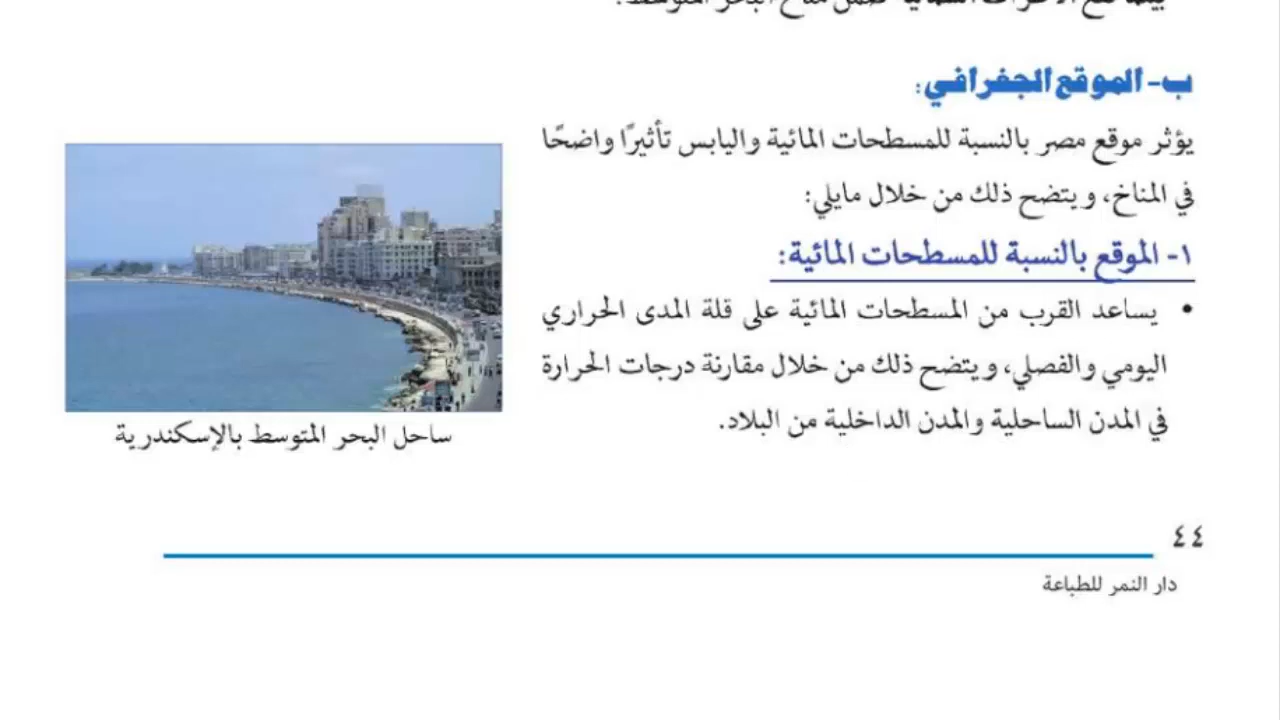 ب- الموقع الجغرافي:
يؤثر موقع مصر بالنسبة للمسطحات المائية واليابس تأثيرًا واضحًا
في المناخ، ويتضح ذلك من خلال مايلي:
١- الموقع بالنسبة للمسطحات المائية:
• يساعد القرب من المسطحات المائية على قلة المدى الحراري
اليومي والفصلي، ويتضح ذلك من خلال مقارنة درجات الحرارة
في المدن الساحلية والمدن الداخلية من البلاد.
ساحل البحر المتوسط بالإسكندرية
٤٤
دار النمر للطباعة